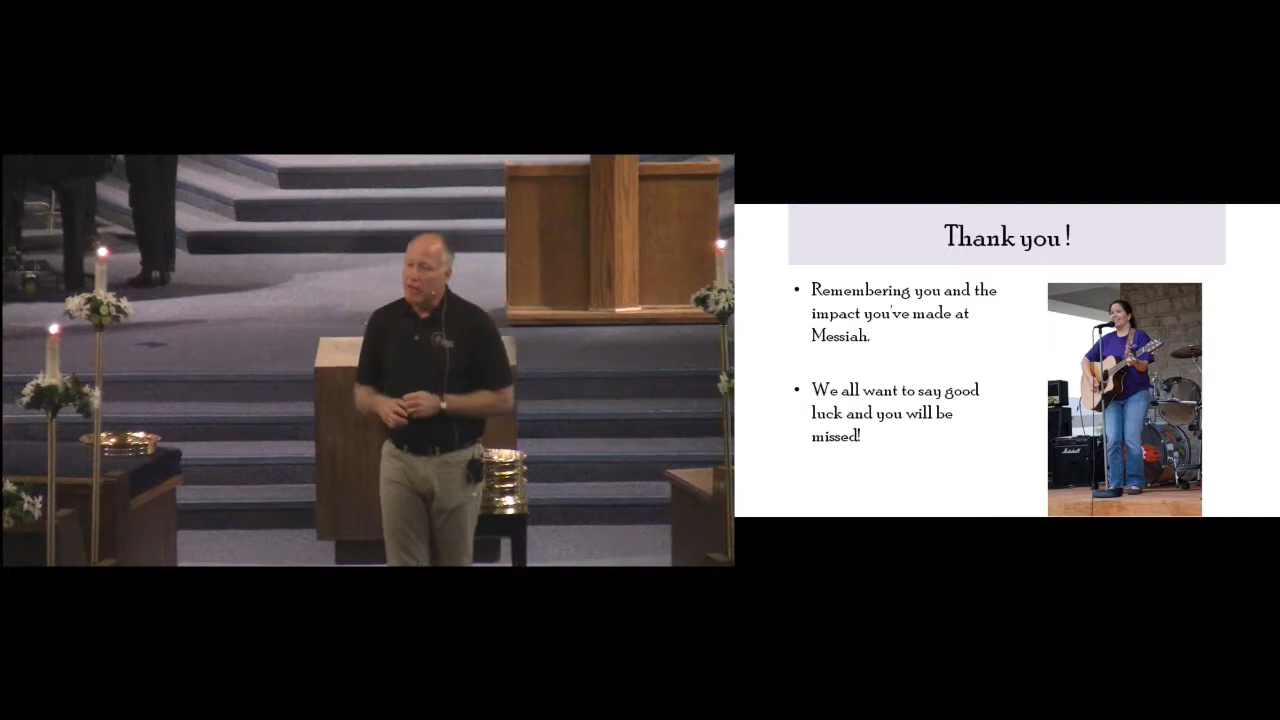 Thank you !
• Remembering you and the
impact you've made at
Messiah.
• We all want to say good
luck and you will be
missed!
Marshall